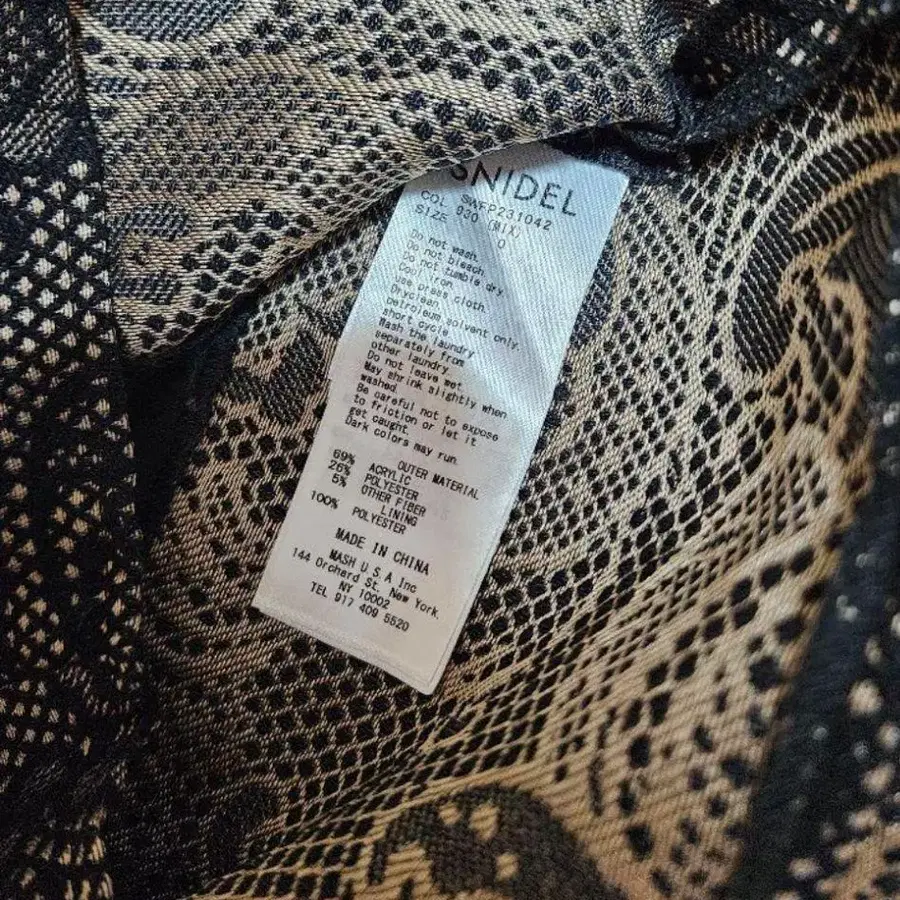 SNIDEL
SWFP231042
COL 030 (MIX)
SIZE 0
Do not wash.
Do not bleach.
Do not tumble dry
Cool iron.
use press cloth.
Dryclean.
petroleum solvent only.
short cycle
Wash the laundry
separately from
other laundry.
Do not leave wet.
May shrink slightly when
washed.
Be careful not to expose
to friction or let it
get caught.
Dark colors may run.
OUTER MATERIAL
69% ACRYLIC
26% POLYESTER
5% OTHER FIBER
LINING
100% POLYESTER
MADE IN CHINA
MASH U.S.A Inc
144 Orchard St. New York.
NY 10002
TEL 917 409 5520